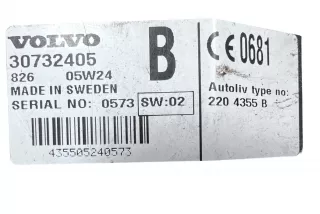 VOLVO
30732405
826 05W24
MADE IN SWEDEN
SERIAL NO: 0573 SW:02
435505240573
B
CE 0681
Autoliv type no:
220 4355 B